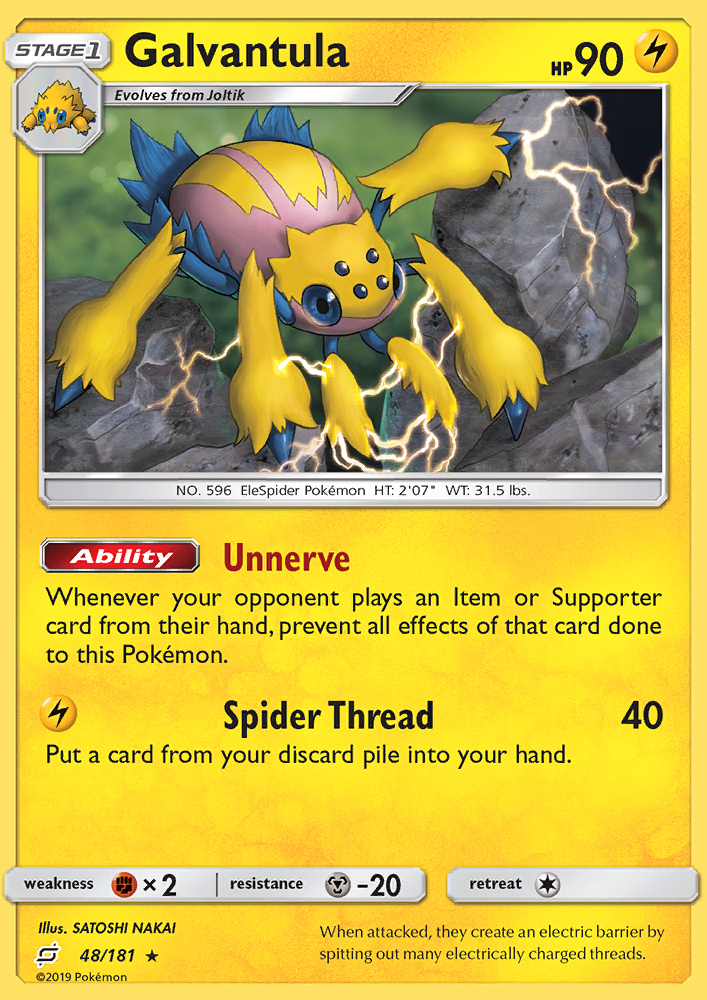 STAGE1
Galvantula
HP90
Evolves from Joltik
NO. 596 EleSpider Pokémon HT: 2'07" WT: 31.5 lbs.
Ability Unnerve
Whenever your opponent plays an Item or Supporter
card from their hand, prevent all effects of that card done
to this Pokémon.
Spider Thread 40
Put a card from your discard pile into your hand.
weakness ×2 resistance -20 retreat
Illus. SATOSHI NAKAI
48/181 ★
©2019 Pokémon
When attacked, they create an electric barrier by
spitting out many electrically charged threads.